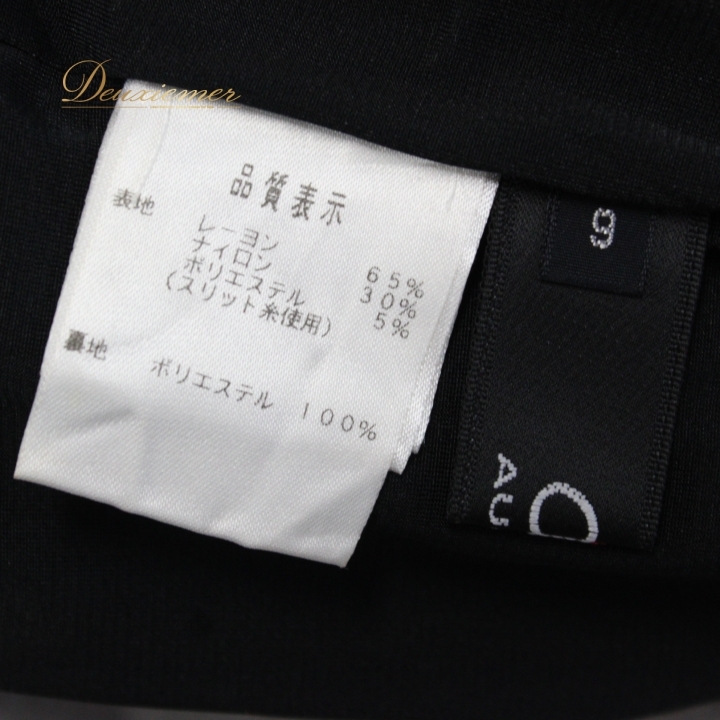 Deuxiemer
品質表示
表地
レーヨン 65%
ナイロン 30%
ポリエステル 5%
(スリット糸使用)
裏地
ポリエステル 100%
9
AU